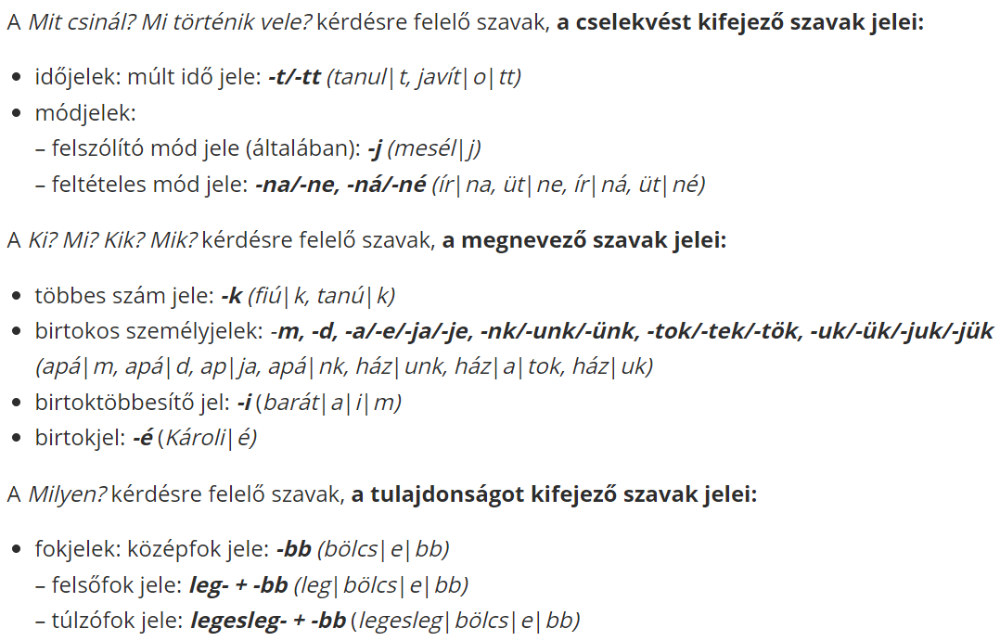 A Mit csinál? Mi történik vele? kérdésre felelő szavak, a cselekvést kifejező szavak jelei:
• időjelek: múlt idő jele: -t/-tt (tanul|t, javít|o|tt)
• módjelek:
– felszólító mód jele (általában): -j (mesél|j)
– feltételes mód jele: -na/-ne, -ná/-né (ír|na, üt|ne, ír|ná, üt|né)
A Ki? Mi? Kik? Mik? kérdésre felelő szavak, a megnevező szavak jelei:
• többes szám jele: -k (fiú|k, tanú|k)
• birtokos személyjelek: -m, -d, -a/-e/-ja/-je, -nk/-unk/-ünk, -tok/-tek/-tök, -uk/-ük/-juk/-jük
(apá|m, apá|d, ap|ja, apá|nk, ház|unk, ház|a|tok, ház|uk)
• birtoktöbbesítő jel: -i (barát|a|i|m)
• birtokjel: -é (Károli|é)
A Milyen? kérdésre felelő szavak, a tulajdonságot kifejező szavak jelei:
• fokjelek: középfok jele: -bb (bölcs|e|bb)
– felsőfok jele: leg- + -bb (leg|bölcs|e|bb)
– túlzófok jele: legesleg- + -bb (legesleg|bölcs|e|bb)